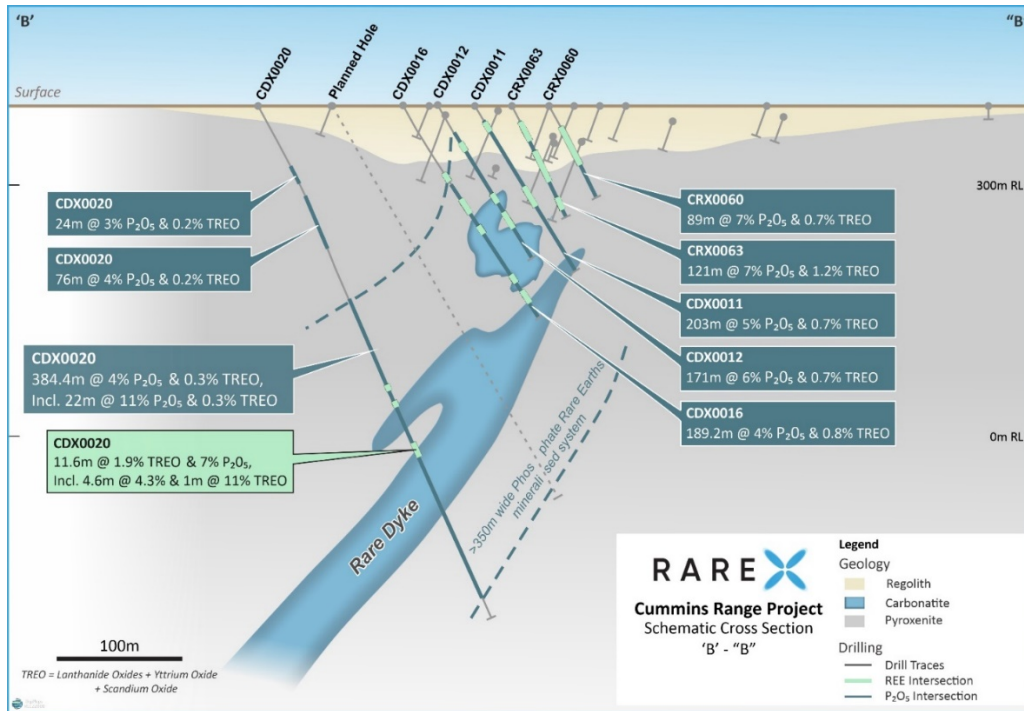 ‘B’
“B”
CDX0020
Planned Hole
CDX0016
CDX0012
CDX0011
CRX0063
CRX0060
Surface
300m RL
0m RL
CDX0020
24m @ 3% P₂O₅ & 0.2% TREO
CDX0020
76m @ 4% P₂O₅ & 0.2% TREO
CDX0020
384.4m @ 4% P₂O₅ & 0.3% TREO,
Incl. 22m @ 11% P₂O₅ & 0.3% TREO
CDX0020
11.6m @ 1.9% TREO & 7% P₂O₅,
Incl. 4.6m @ 4.3% & 1m @ 11% TREO
CRX0060
89m @ 7% P₂O₅ & 0.7% TREO
CRX0063
121m @ 7% P₂O₅ & 1.2% TREO
CDX0011
203m @ 5% P₂O₅ & 0.7% TREO
CDX0012
171m @ 6% P₂O₅ & 0.7% TREO
CDX0016
189.2m @ 4% P₂O₅ & 0.8% TREO
Rare Dyke
>350m wide Phosphate Rare Earths
mineralised system
100m
TREO = Lanthanide Oxides + Yttrium Oxide
+ Scandium Oxide
RAREX
Cummins Range Project
Schematic Cross Section
‘B’ - “B”
Legend
Geology
Regolith
Carbonatite
Pyroxenite
Drilling
Drill Traces
REE Intersection
P₂O₅ Intersection